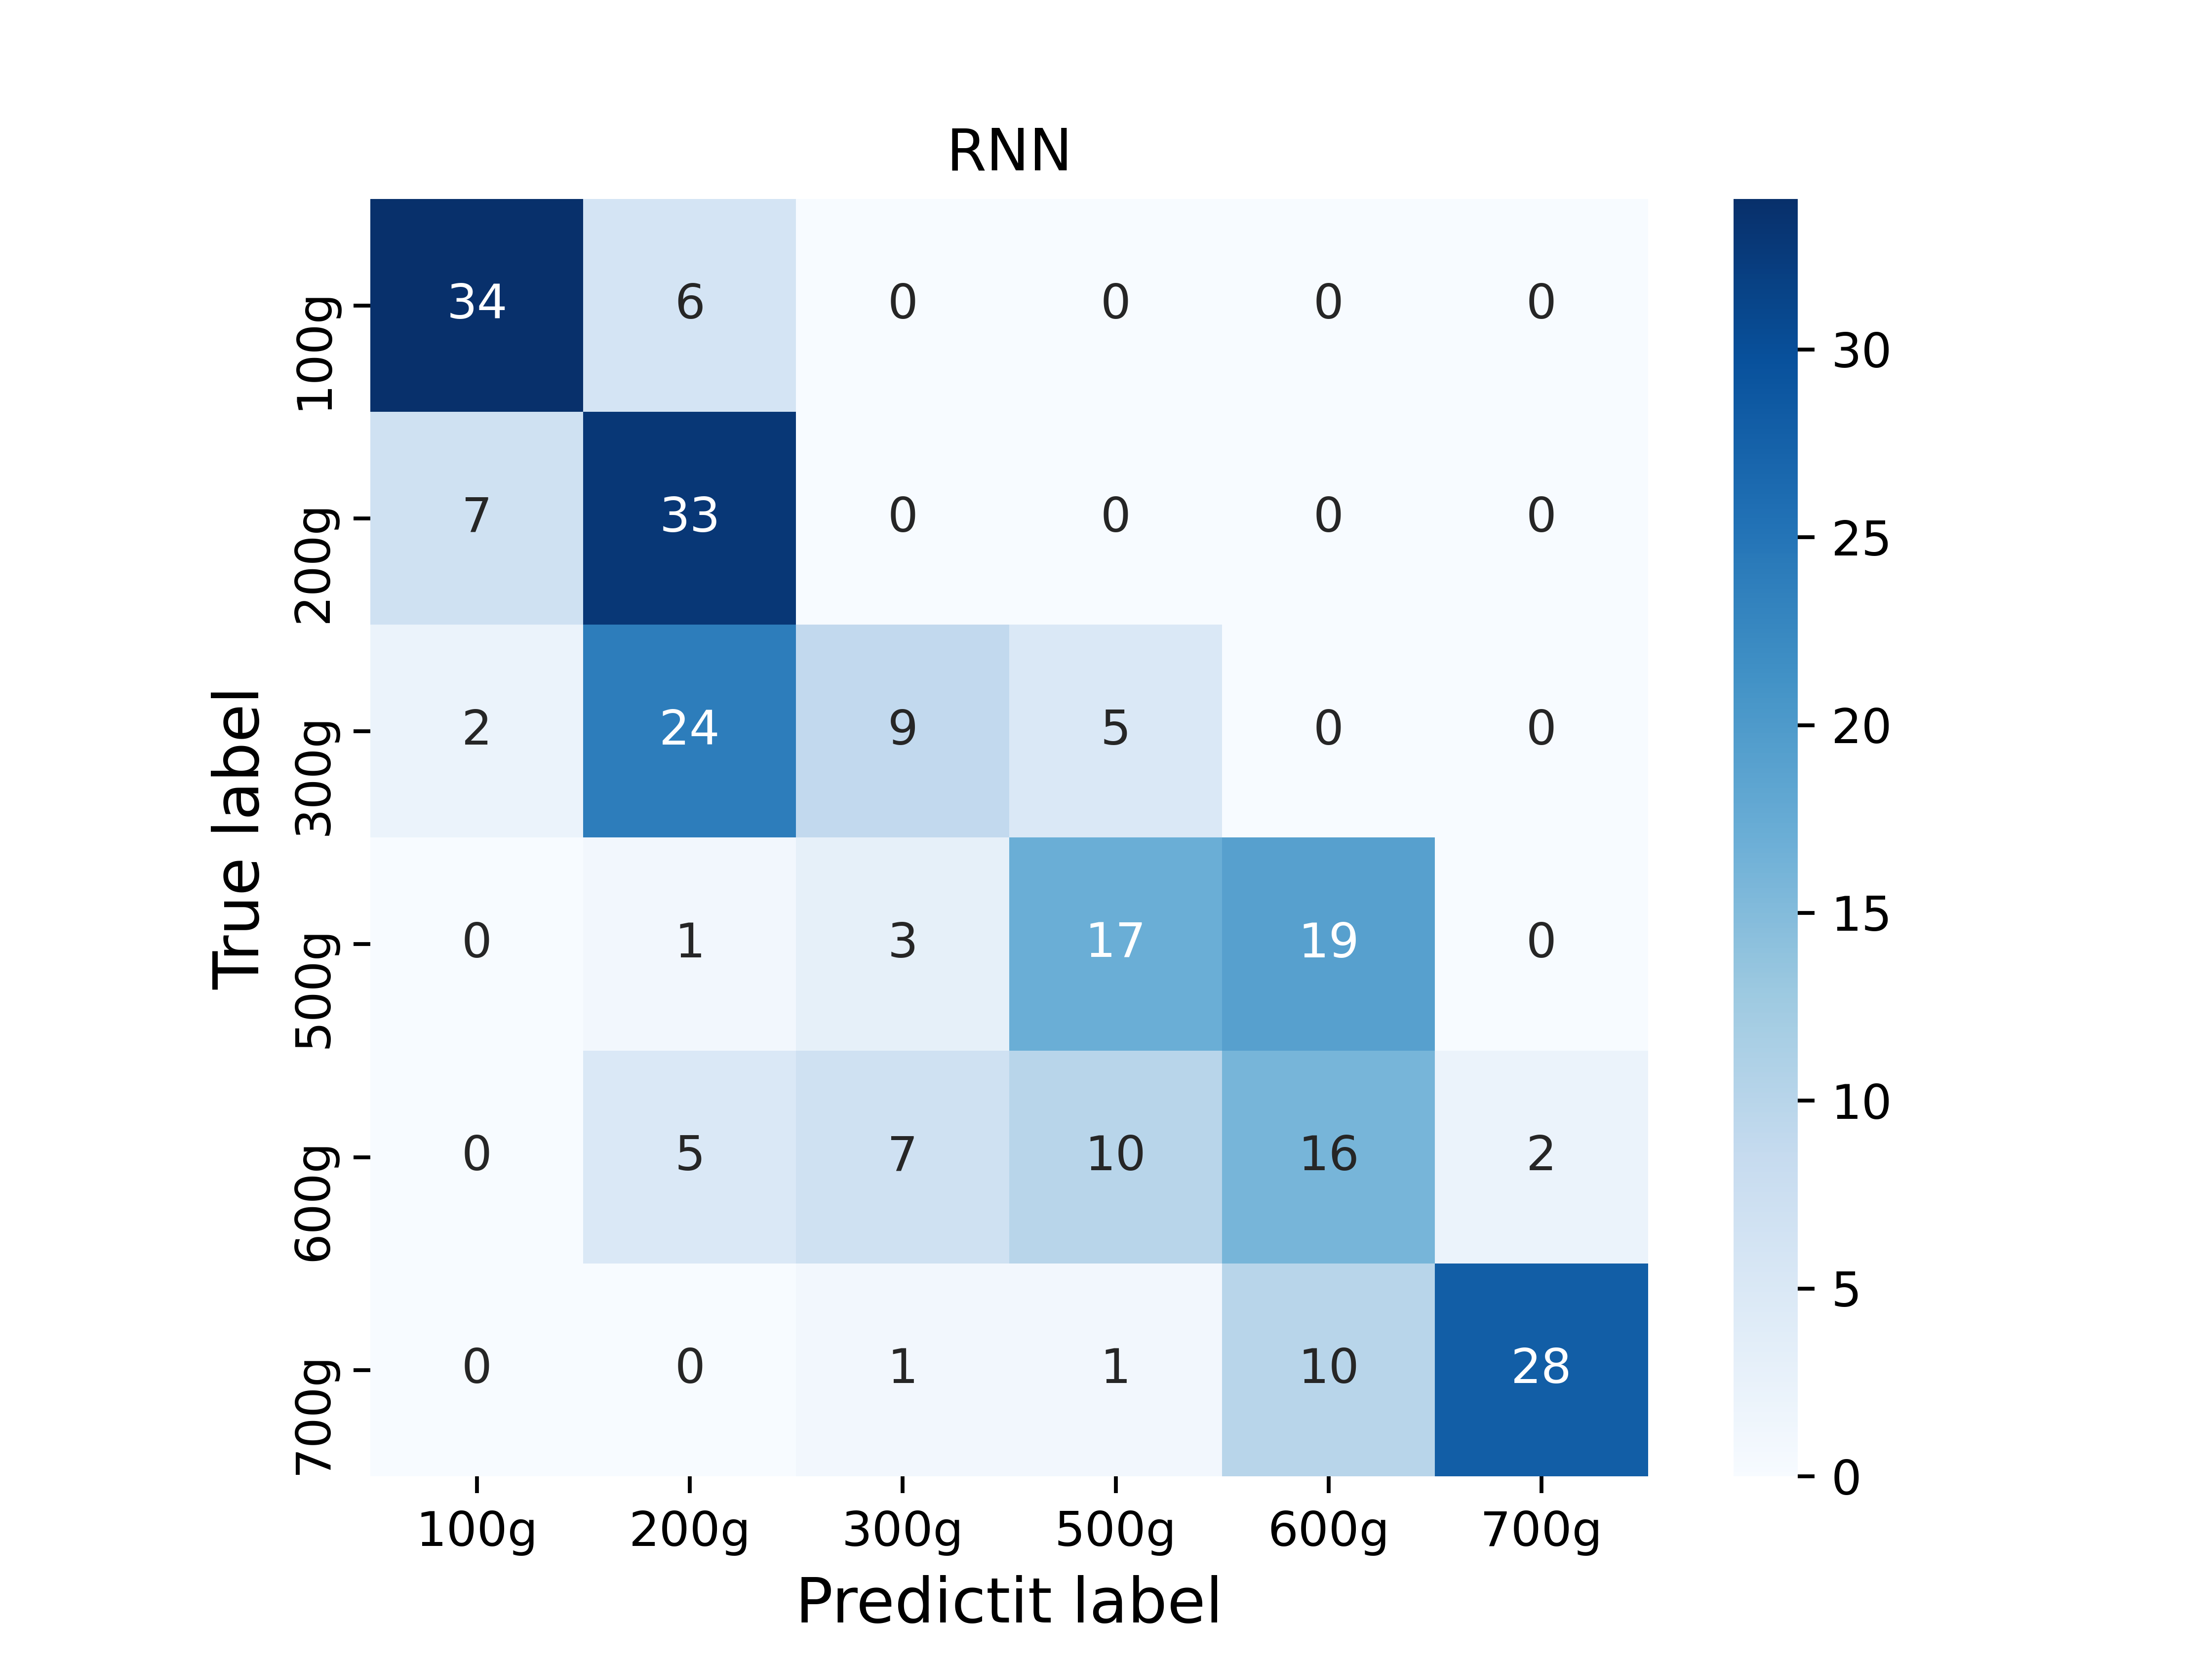 RNN
True label
100g 34 6 0 0 0 0
200g 7 33 0 0 0 0
300g 2 24 9 5 0 0
500g 0 1 3 17 19 0
600g 0 5 7 10 16 2
700g 0 0 1 1 10 28
100g 200g 300g 500g 600g 700g
Predictit label
30
25
20
15
10
5
0